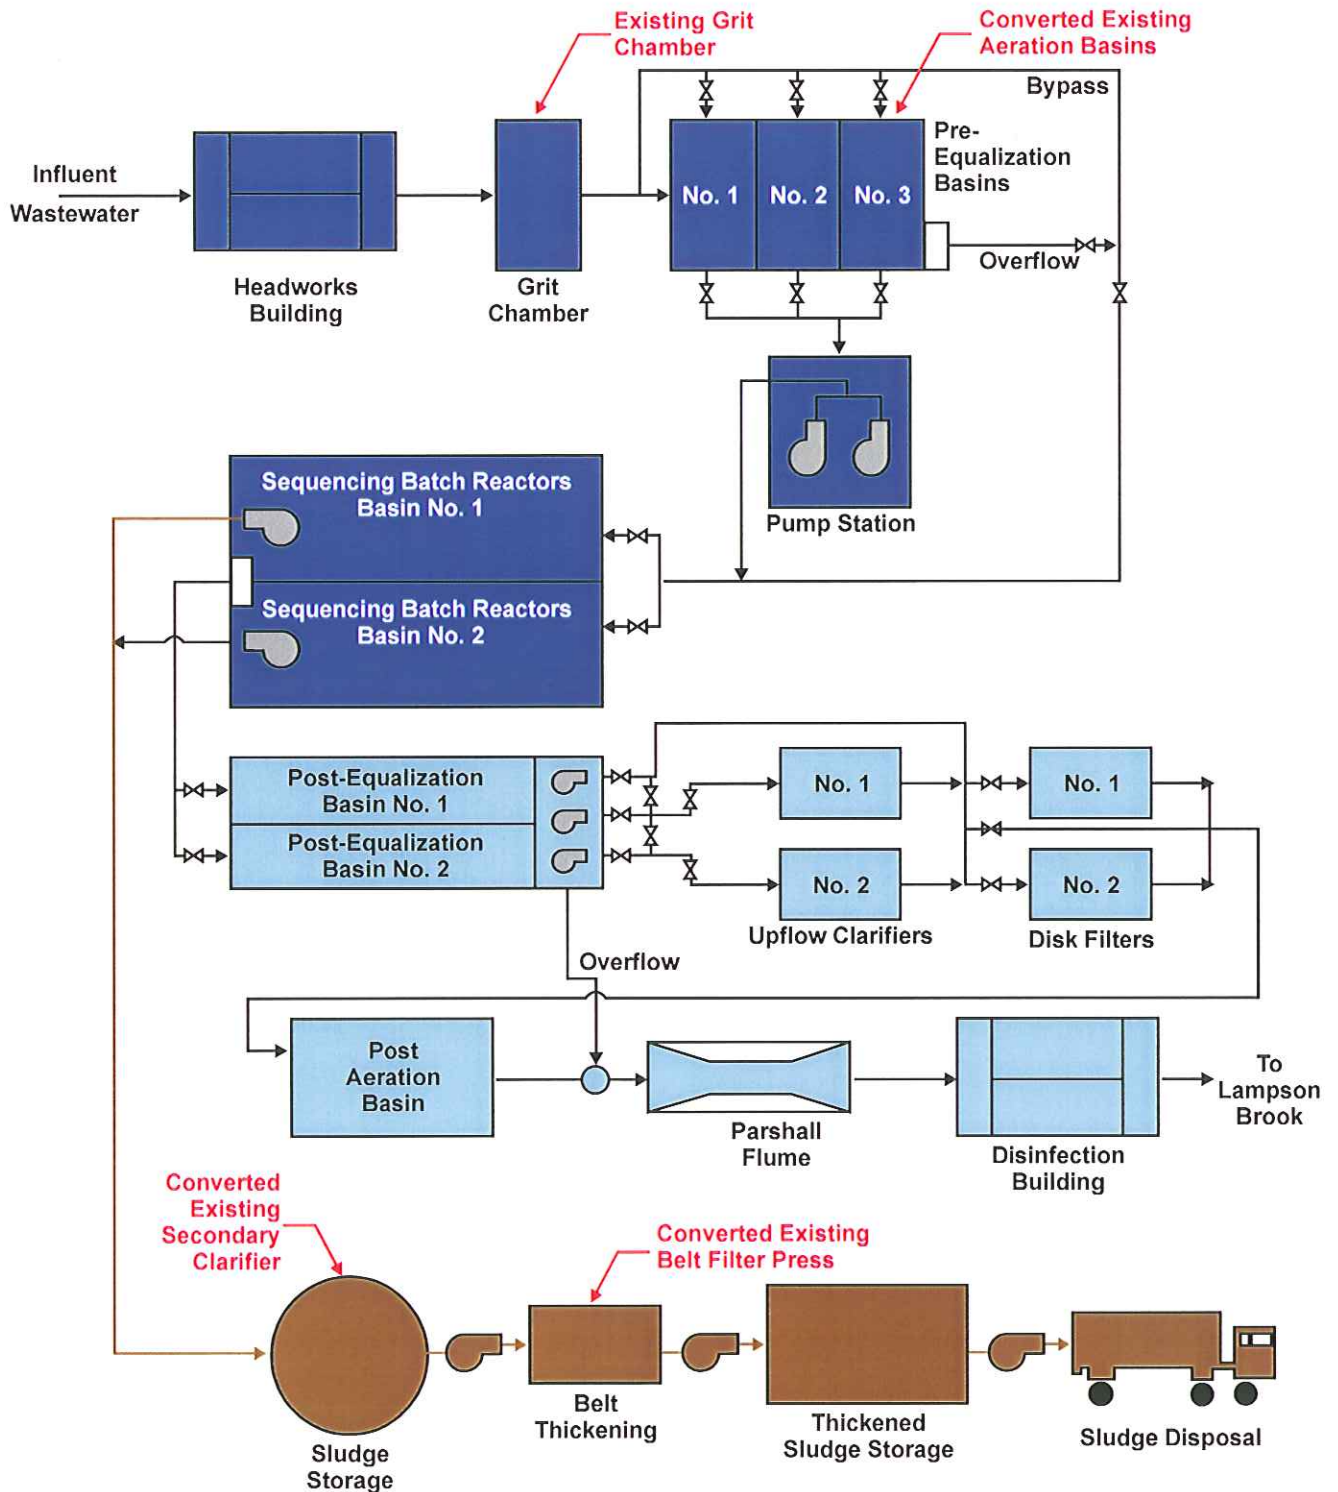 Existing Grit
Chamber
Converted Existing
Aeration Basins
Bypass
Influent
Wastewater
Headworks
Building
Grit
Chamber
No. 1
No. 2
No. 3
Pre-
Equalization
Basins
Overflow
Pump Station
Sequencing Batch Reactors
Basin No. 1
Sequencing Batch Reactors
Basin No. 2
Post-Equalization
Basin No. 1
Post-Equalization
Basin No. 2
No. 1
No. 2
Upflow Clarifiers
No. 1
No. 2
Disk Filters
Overflow
Post
Aeration
Basin
Parshall
Flume
Disinfection
Building
To
Lampson
Brook
Converted
Existing
Secondary
Clarifier
Converted Existing
Belt Filter Press
Sludge
Storage
Belt
Thickening
Thickened
Sludge Storage
Sludge Disposal